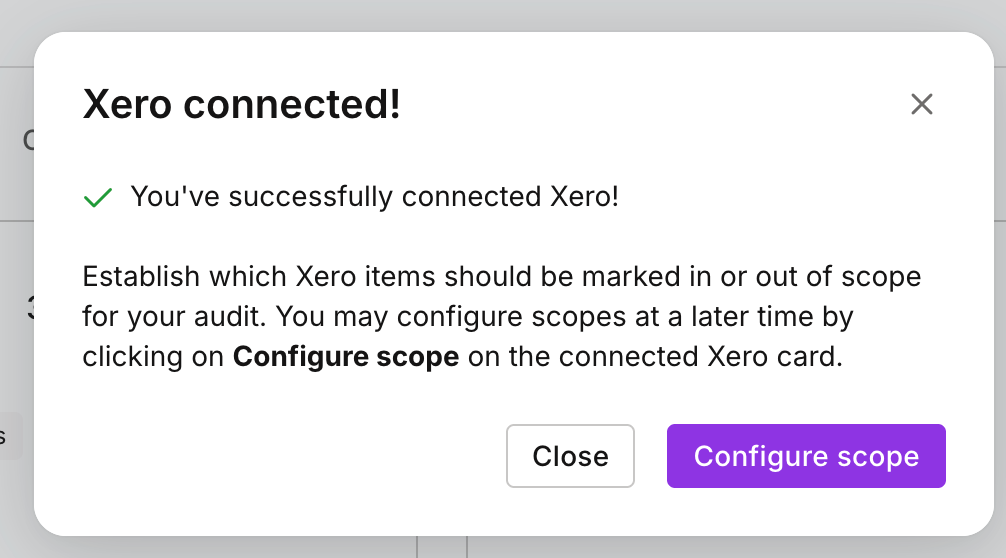 Xero connected!
You've successfully connected Xero!
Establish which Xero items should be marked in or out of scope
for your audit. You may configure scopes at a later time by
clicking on Configure scope on the connected Xero card.
Close
Configure scope